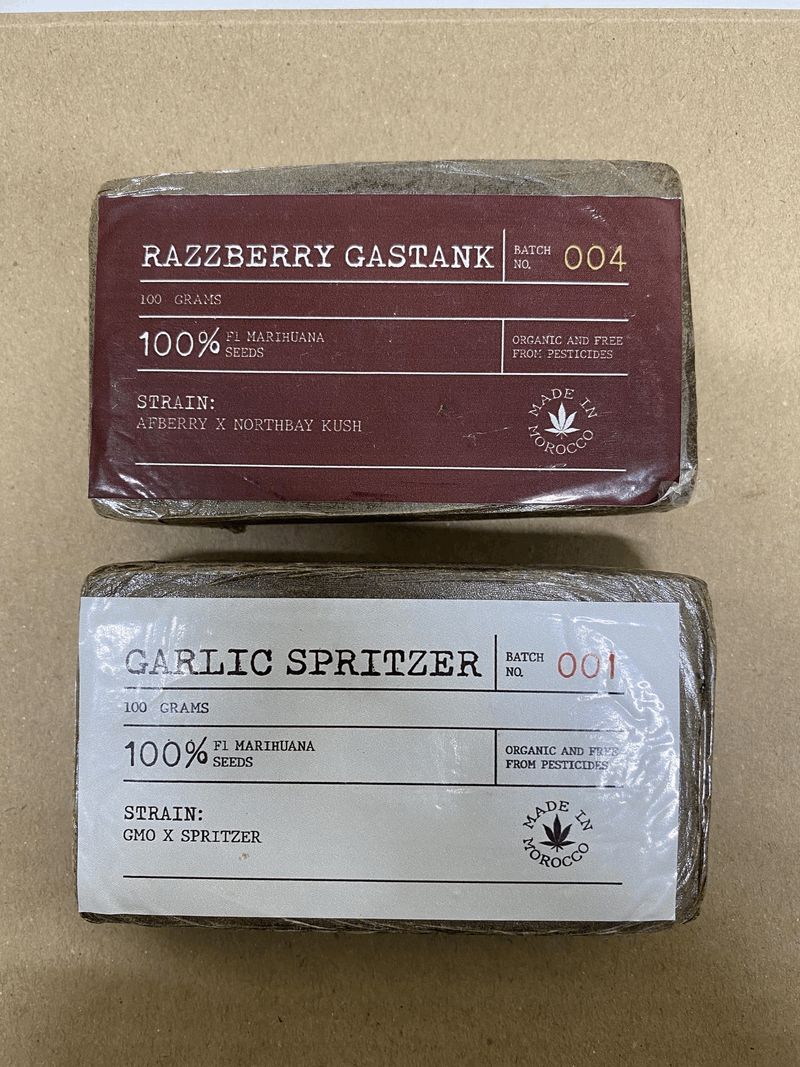 RAZZBERRY GASTANK
BATCH
NO.
004
100 GRAMS
100%
F1 MARIHUANA
SEEDS
ORGANIC AND FREE
FROM PESTICIDES
STRAIN:
AFBERRY X NORTHBAY KUSH
MADE IN
MOROCCO
GARLIC SPRITZER
BATCH
NO.
001
100 GRAMS
100%
F1 MARIHUANA
SEEDS
ORGANIC AND FREE
FROM PESTICIDES
STRAIN:
GMO X SPRITZER
MADE IN
MOROCCO